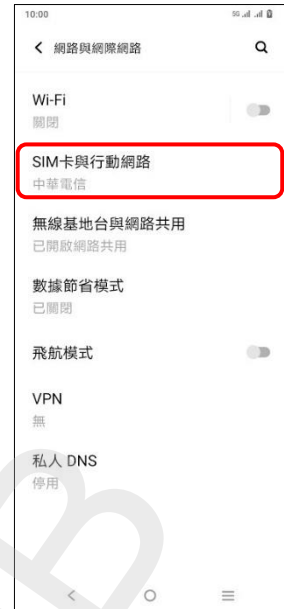 10:00
5G
網路與網際網路
Wi-Fi
關閉
SIM卡與行動網路
中華電信
無線基地台與網路共用
已開啟網路共用
數據節省模式
已關閉
飛航模式
VPN
無
私人 DNS
停用